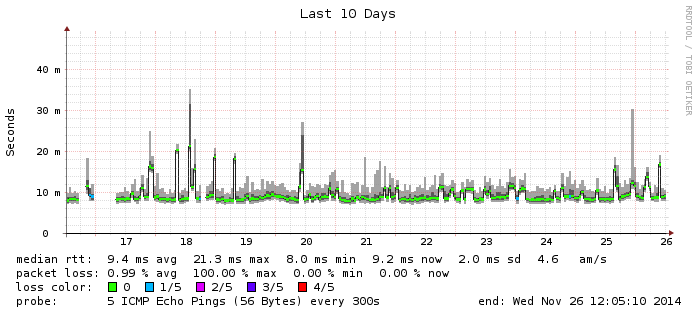 Last 10 Days
RRDTOOL / TOBI OETIKER
Seconds
40 m
30 m
20 m
10 m
0
17 18 19 20 21 22 23 24 25 26
median rtt: 9.4 ms avg 21.3 ms max 8.0 ms min 9.2 ms now 2.0 ms sd 4.6 am/s
packet loss: 0.99 % avg 100.00 % max 0.00 % min 0.00 % now
loss color: 0 1/5 2/5 3/5 4/5
probe: 5 ICMP Echo Pings (56 Bytes) every 300s end: Wed Nov 26 12:05:10 2014